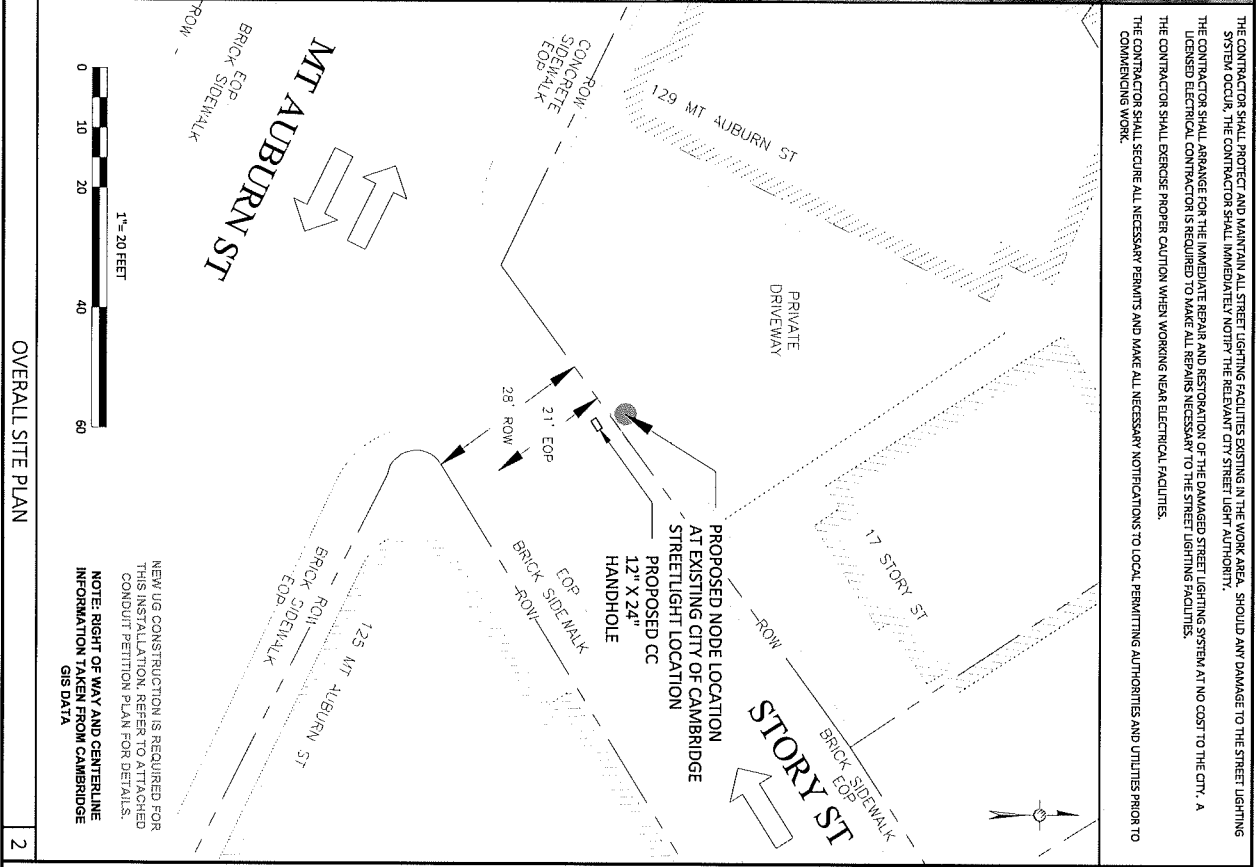 THE CONTRACTOR SHALL PROTECT AND MAINTAIN ALL STREET LIGHTING FACILITIES EXISTING IN THE WORK AREA. SHOULD ANY DAMAGE TO THE STREET LIGHTING
SYSTEM OCCUR, THE CONTRACTOR SHALL IMMEDIATELY NOTIFY THE RELEVANT CITY STREET LIGHT AUTHORITY.
THE CONTRACTOR SHALL ARRANGE FOR THE IMMEDIATE REPAIR AND RESTORATION OF THE DAMAGED STREET LIGHTING SYSTEM AT NO COST TO THE CITY. A
LICENSED ELECTRICAL CONTRACTOR IS REQUIRED TO MAKE ALL REPAIRS NECESSARY TO THE STREET LIGHTING FACILITIES.
THE CONTRACTOR SHALL EXERCISE PROPER CAUTION WHEN WORKING NEAR ELECTRICAL FACILITIES.
THE CONTRACTOR SHALL SECURE ALL NECESSARY PERMITS AND MAKE ALL NECESSARY NOTIFICATIONS TO LOCAL PERMITTING AUTHORITIES AND UTILITIES PRIOR TO
COMMENCING WORK.
129 MT AUBURN ST
PRIVATE
DRIVEWAY
17 STORY ST
ROW
CONCRETE
SIDEWALK
EOP
ROW
BRICK SIDEWALK
EOP
STORY ST
PROPOSED NODE LOCATION
AT EXISTING CITY OF CAMBRIDGE
STREETLIGHT LOCATION
PROPOSED CC
12" X 24"
HANDHOLE
21' EOP
28' ROW
EOP
BRICK SIDEWALK
ROW
MT AUBURN ST
BRICK EOP
SIDEWALK
ROW
125 MT AUBURN ST
BRICK ROW
SIDEWALK
EOP
0
10
20
40
60
1"= 20 FEET
NEW UG CONSTRUCTION IS REQUIRED FOR
THIS INSTALLATION. REFER TO ATTACHED
CONDUIT PETITION PLAN FOR DETAILS.
NOTE: RIGHT OF WAY AND CENTERLINE
INFORMATION TAKEN FROM CAMBRIDGE
GIS DATA
OVERALL SITE PLAN
2